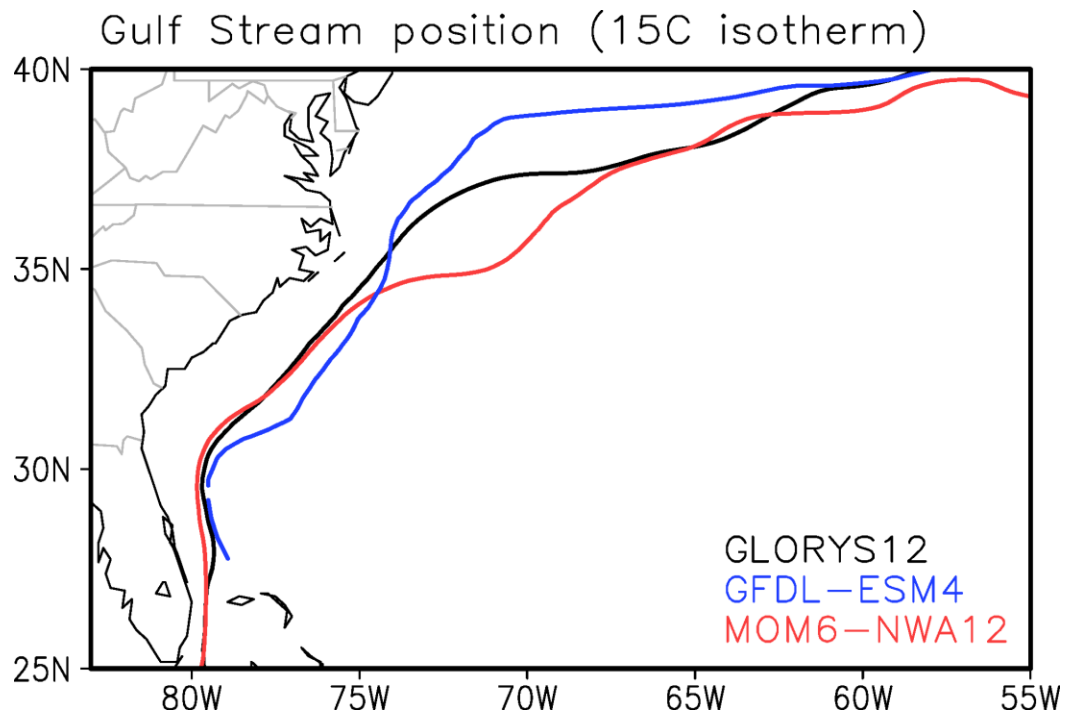 Gulf Stream position (15C isotherm)
40N
35N
30N
25N
GLORYS12
GFDL-ESM4
MOM6-NWA12
80W 75W 70W 65W 60W 55W